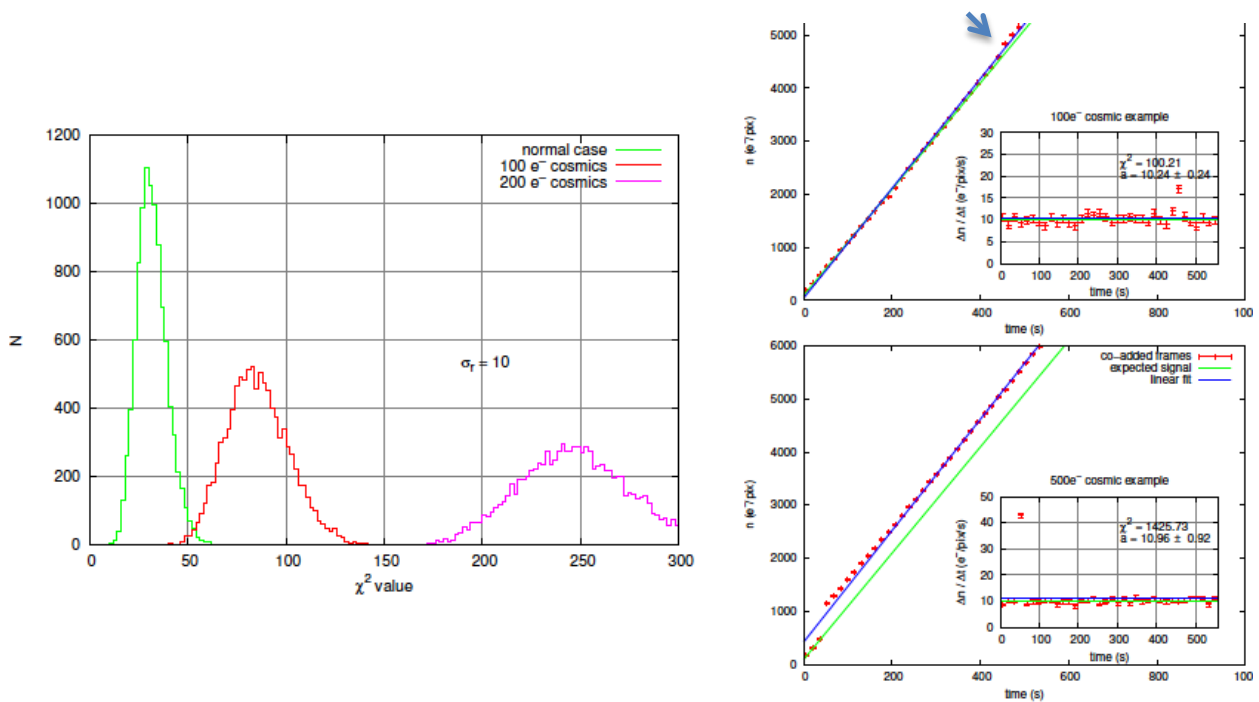 1200
1000
800
600
400
200
0
N
0 50 100 150 200 250 300
χ² value
normal case
100 e⁻ cosmics
200 e⁻ cosmics
σr = 10
5000
4000
3000
2000
1000
0
n (e⁻/pix)
0 200 400 600 800 100
time (s)
100e⁻ cosmic example
30
25
20
15
10
5
0
Δn / Δt (e⁻/pix/s)
χ² = 100.21
a = 10.24 ± 0.24
0 100 200 300 400 500
time (s)
6000
5000
4000
3000
2000
1000
0
n (e⁻/pix)
0 200 400 600 800 100
time (s)
co-added frames
expected signal
linear fit
500e⁻ cosmic example
50
40
30
20
10
0
Δn / Δt (e⁻/pix/s)
χ² = 1425.73
a = 10.96 ± 0.92
0 100 200 300 400 500
time (s)